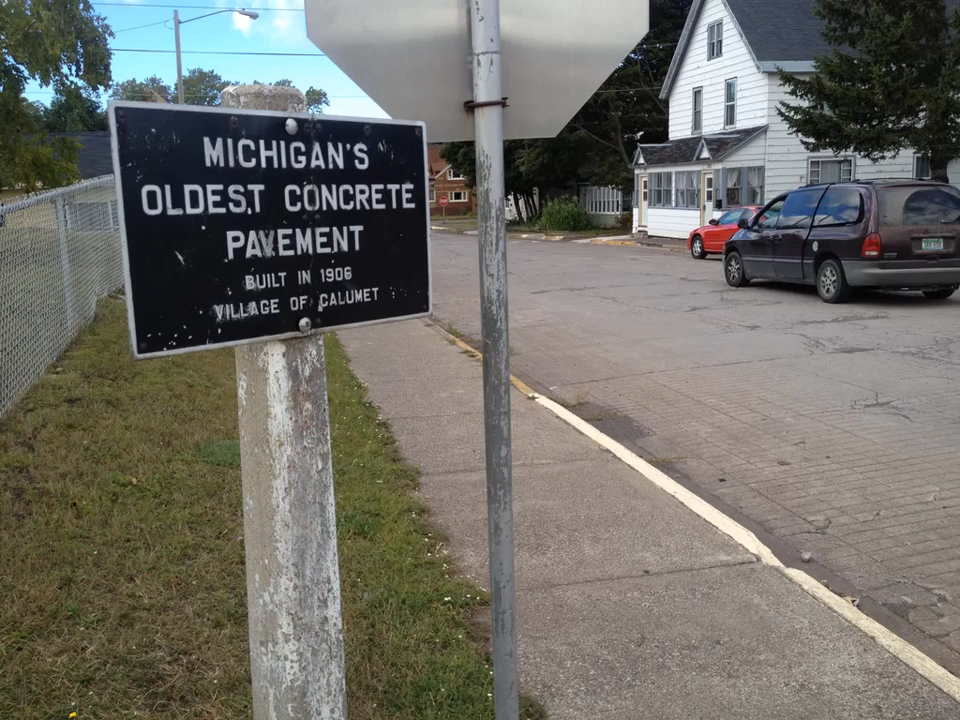 MICHIGAN'S
OLDEST CONCRETE
PAVEMENT
BUILT IN 1906
VILLAGE OF CALUMET